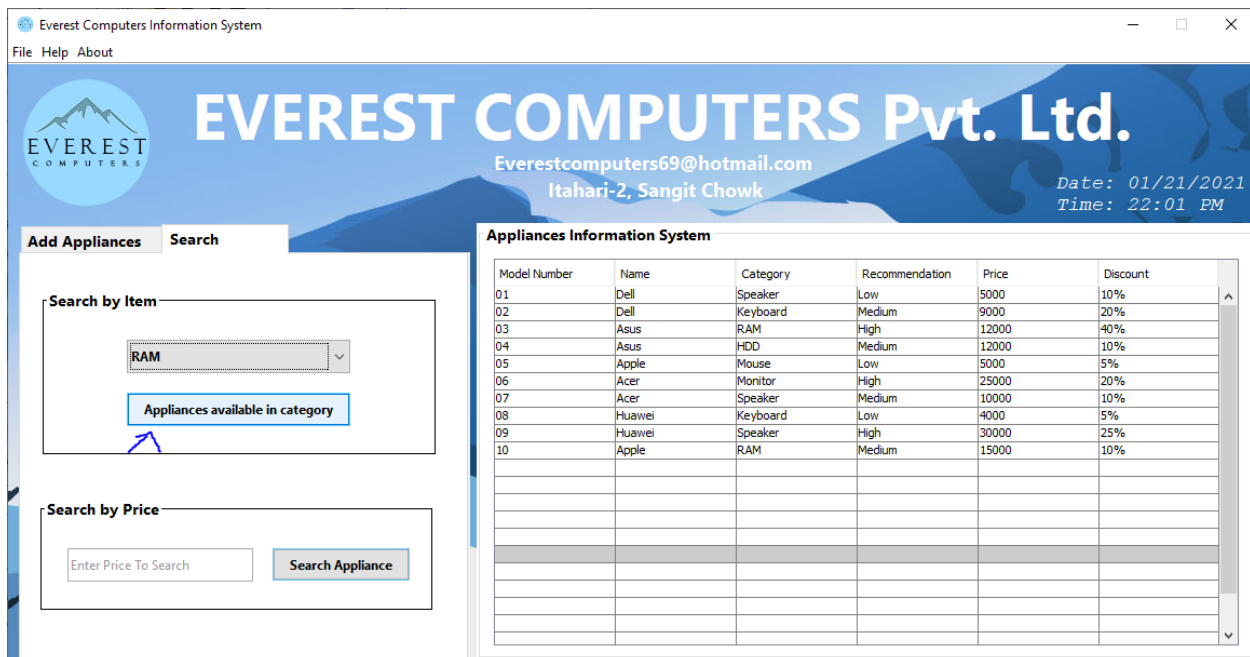 Everest Computers Information System
File Help About
EVEREST
COMPUTERS
EVEREST COMPUTERS Pvt. Ltd.
Everestcomputers69@hotmail.com
Itahari-2, Sangit Chowk
Date: 01/21/2021
Time: 22:01 PM
Add Appliances Search
Search by Item
RAM
Appliances available in category
Search by Price
Enter Price To Search Search Appliance
Appliances Information System
Model Number Name Category Recommendation Price Discount
01 Dell Speaker Low 5000 10%
02 Dell Keyboard Medium 9000 20%
03 Asus RAM High 12000 40%
04 Asus HDD Medium 12000 10%
05 Apple Mouse Low 5000 5%
06 Acer Monitor High 25000 20%
07 Acer Speaker Medium 10000 10%
08 Huawei Keyboard Low 4000 5%
09 Huawei Speaker High 30000 25%
10 Apple RAM Medium 15000 10%